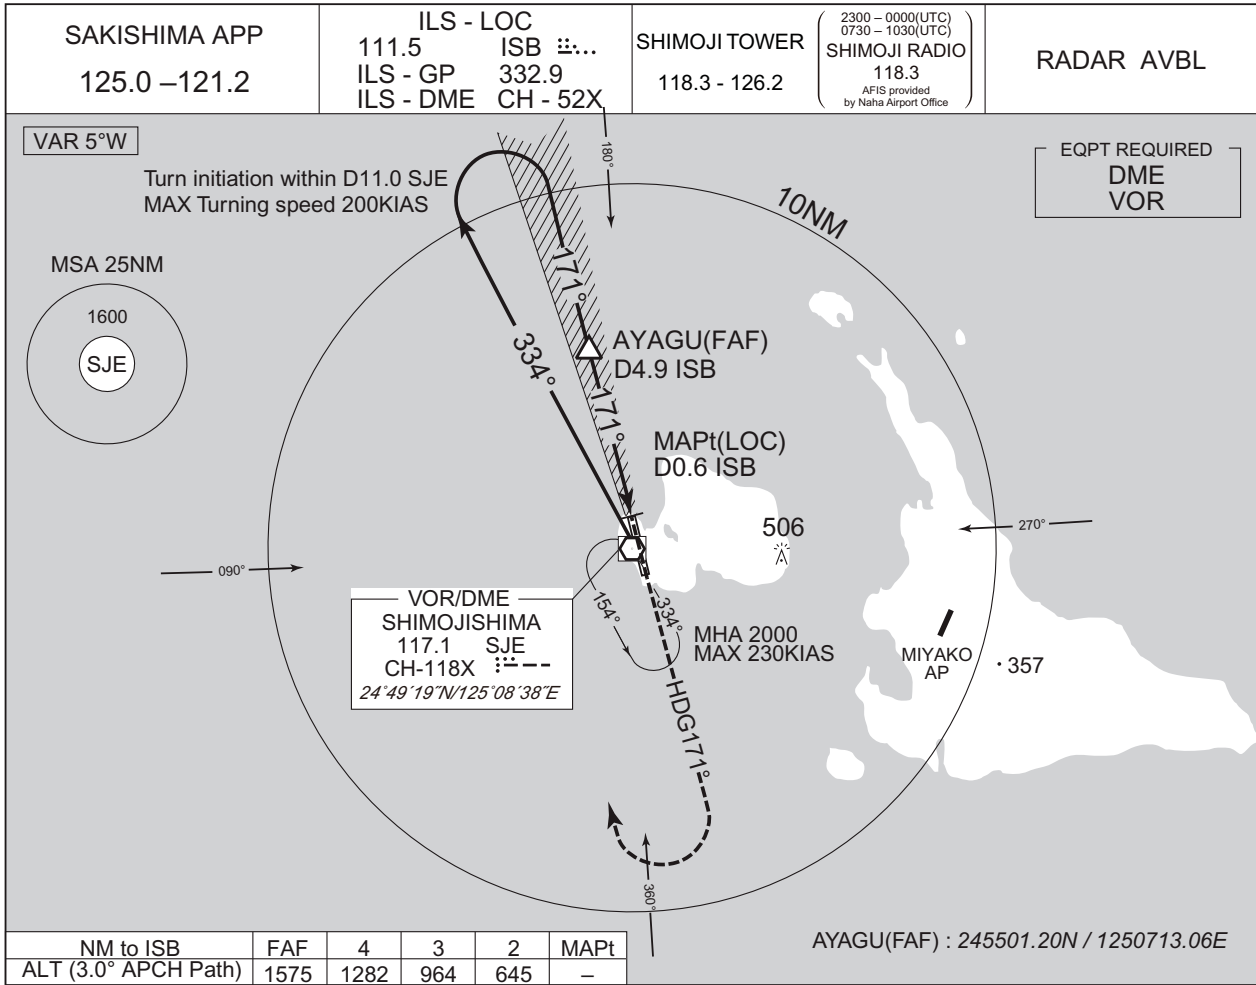 SAKISHIMA APP
125.0 –121.2
ILS - LOC
111.5 ISB
ILS - GP 332.9
ILS - DME CH - 52X
SHIMOJI TOWER
118.3 - 126.2
2300 – 0000(UTC)
0730 – 1030(UTC)
SHIMOJI RADIO
118.3
AFIS provided
by Naha Airport Office
RADAR AVBL
VAR 5°W
EQPT REQUIRED
DME
VOR
Turn initiation within D11.0 SJE
MAX Turning speed 200KIAS
180°
10NM
MSA 25NM
1600
SJE
171°
334°
AYAGU(FAF)
D4.9 ISB
171°
MAPt(LOC)
D0.6 ISB
506
270°
090°
VOR/DME
SHIMOJISHIMA
117.1 SJE
CH-118X
24°49´19˝N/125°08´38˝E
154°
334°
MHA 2000
MAX 230KIAS
MIYAKO
AP
357
HDG171°
360°
NM to ISB FAF 4 3 2 MAPt
ALT (3.0° APCH Path) 1575 1282 964 645 –
AYAGU(FAF) : 245501.20N / 1250713.06E